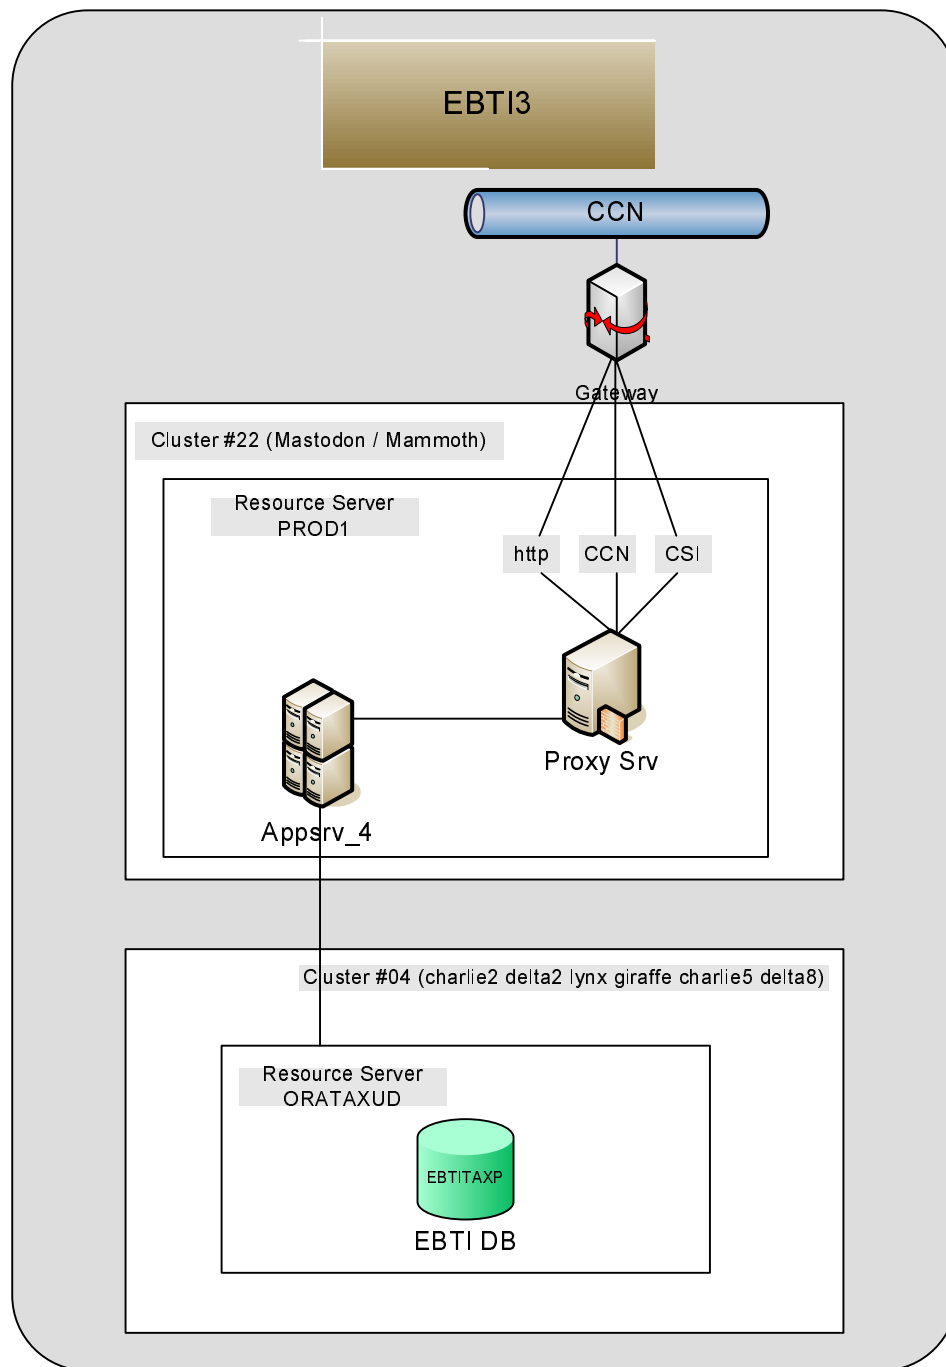 EBTI3
CCN
Gateway
Cluster #22 (Mastodon / Mammoth)
Resource Server
PROD1
http
CCN
CSI
Proxy Srv
Appsrv_4
Cluster #04 (charlie2 delta2 lynx giraffe charlie5 delta8)
Resource Server
ORATAXUD
EBTITAXP
EBTI DB